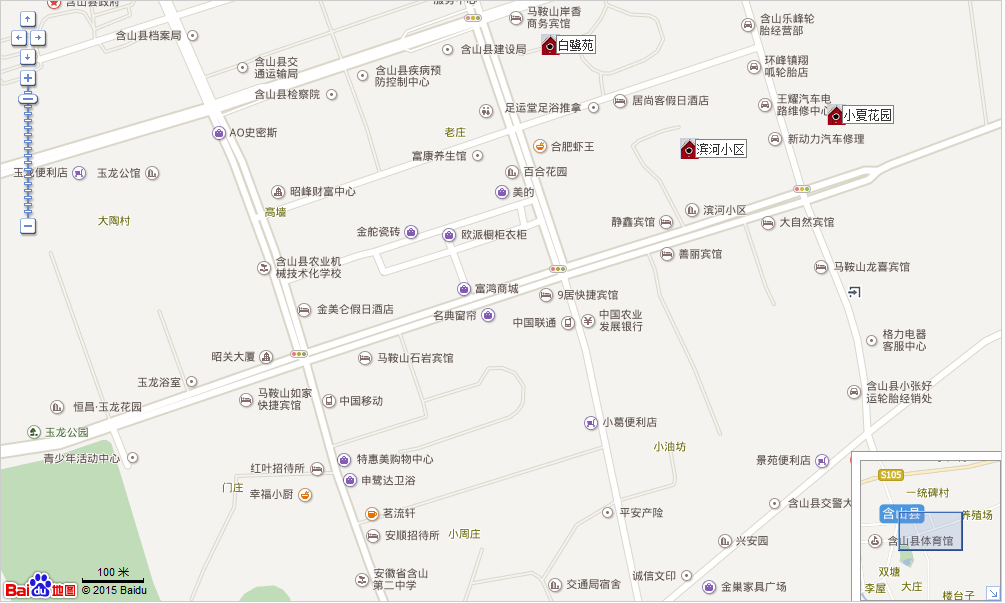 含山县政府
服务中心
马鞍山岸香
商务宾馆
含山乐峰轮
胎经营部
含山县档案局
含山县建设局
白鹭苑
含山县交
通运输局
含山县疾病预
防控制中心
环峰镇翔
呱轮胎店
含山县检察院
足运堂足浴推拿
居尚客假日酒店
王耀汽车电
路维修中心
小夏花园
AO史密斯
老庄
合肥虾王
滨河小区
新动力汽车修理
富康养生馆
玉龙便利店
玉龙公馆
百合花园
昭峰财富中心
美的
大陶村
高墙
静鑫宾馆
滨河小区
大自然宾馆
金舵瓷砖
欧派橱柜衣柜
善丽宾馆
含山县农业机
械技术化学校
马鞍山龙喜宾馆
富鸿商城
9居快捷宾馆
金美仑假日酒店
名典窗帘
中国联通
中国农业
发展银行
格力电器
客服中心
昭关大厦
马鞍山石岩宾馆
玉龙浴室
马鞍山如家
快捷宾馆
中国移动
含山县小张好
运轮胎经销处
恒昌·玉龙花园
玉龙公园
小葛便利店
青少年活动中心
小油坊
红叶招待所
特惠美购物中心
景苑便利店
申鹭达卫浴
门庄
幸福小厨
S105
一统碑村
茗流轩
平安产险
含山县交警大
含山县
养殖场
安顺招待所
小周庄
兴安园
含山县体育馆
安徽省含山
第二中学
交通局宿舍
诚信文印
金巢家具广场
双塘
李屋
大庄
楼台子
100 米
Bai du 地图
© 2015 Baidu